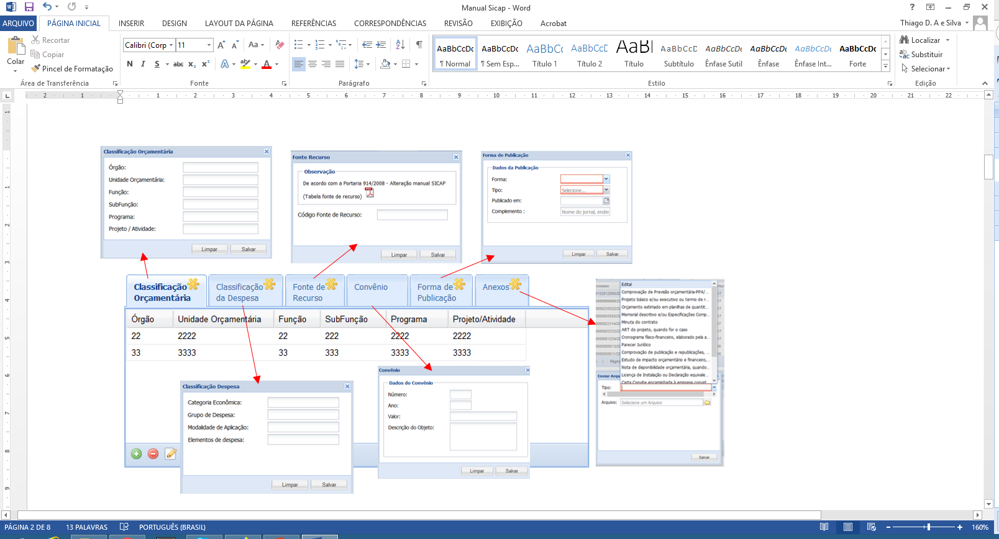 Manual Sicap - Word
ARQUIVO PÁGINA INICIAL INSERIR DESIGN LAYOUT DA PÁGINA REFERÊNCIAS CORRESPONDÊNCIAS REVISÃO EXIBIÇÃO Acrobat Thiago D. A e Silva
Colar
Recortar
Copiar
Pincel de Formatação
Área de Transferência
Calibri (Corp 11
Fonte
Parágrafo
AaBbCcDc AaBbCcDc AaBbCc AaBbCcD AaB AaBbCcD AaBbCcDc AaBbCcDc AaBbCcDc AaBbCcDc
¶ Normal ¶ Sem Esp... Título 1 Título 2 Título Subtítulo Ênfase Sutil Ênfase Ênfase Int... Forte
Estilo
Localizar
Substituir
Selecionar
Edição
2 1 1 2 3 4 5 6 7 8 9 10 11 12 13 14 15 16 17 18 19 20 21 22
Classificação Orçamentária
Órgão:
Unidade Orçamentária:
Função:
SubFunção:
Programa:
Projeto / Atividade:
Limpar Salvar
Fonte Recurso
Observação
De acordo com a Portaria 914/2008 - Alteração manual SICAP
(Tabela fonte de recurso)
Código Fonte de Recurso:
Limpar Salvar
Forma de Publicação
Dados da Publicação
Forma:
Tipo: Selecione...
Publicado em:
Complemento : Nome do jornal, ender
Limpar Salvar
Classificação Orçamentária
Classificação da Despesa
Fonte de Recurso
Convênio
Forma de Publicação
Anexos
Órgão Unidade Orçamentária Função SubFunção Programa Projeto/Atividade
22 2222 22 222 2222 2222
33 3333 33 333 3333 3333
Classificação Despesa
Categoria Econômica:
Grupo de Despesa:
Modalidade de Aplicação:
Elementos de despesa:
Limpar Salvar
Convênio
Dados do Convênio
Número:
Ano:
Valor:
Descrição do Objeto:
Limpar Salvar
Edital
Comprovação de Previsão orçamentária-PPA/...
Projeto básico e/ou executivo ou termo de r...
Orçamento estimado em planilhas de quantit...
Memorial descritivo e/ou Especificações Comp...
Minuta do contrato
ART do projeto, quando for o caso
Cronograma físico-financeiro, elaborado pela a...
Parecer Jurídico
Comprovação de publicação e republicações, ...
Estudo de impacto orçamentário e financeiro,...
Nota de disponibilidade orçamentária, quando...
Licença de Instalação ou Declaração equivale...
Carta Convite encaminhada à empresa convid
Enviar Arqu
Tipo:
Arquivo: Selecione um Arquivo
Salvar
PÁGINA 2 DE 8 13 PALAVRAS PORTUGUÊS (BRASIL) 160%